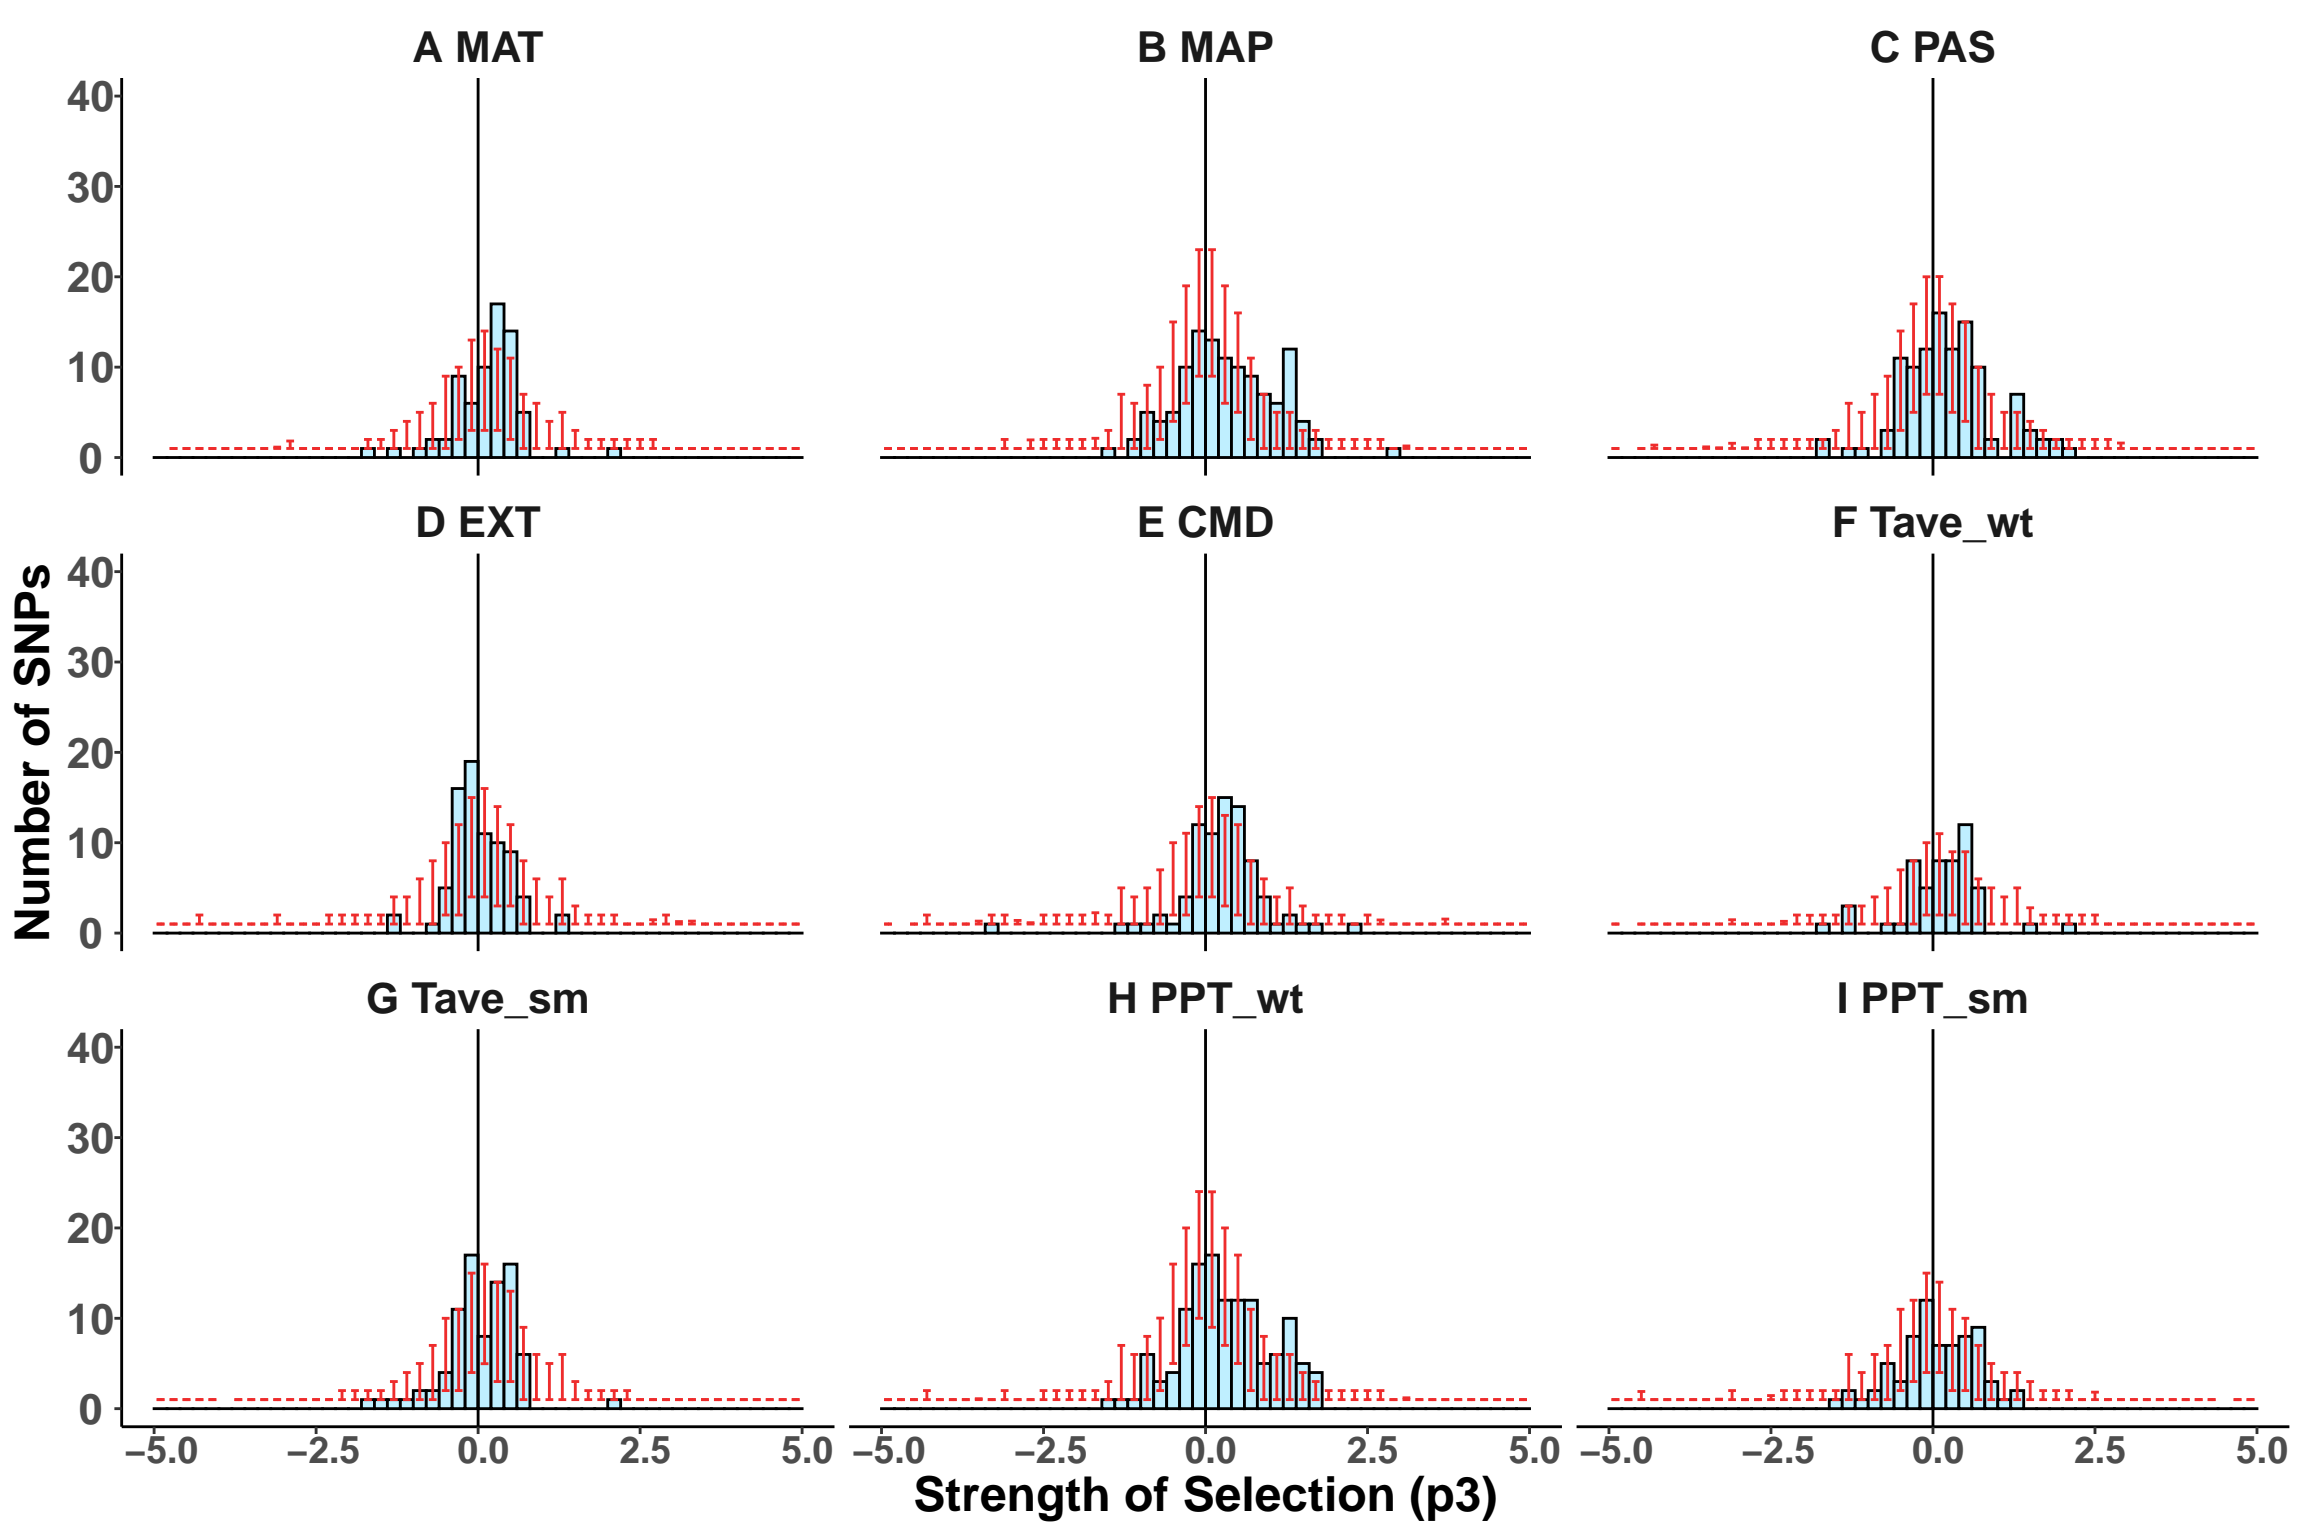 A MAT
B MAP
C PAS
40
30
20
10
0
D EXT
E CMD
F Tave_wt
Number of SNPs
40
30
20
10
0
G Tave_sm
H PPT_wt
I PPT_sm
40
30
20
10
0
−5.0 −2.5 0.0 2.5 5.0
−5.0 −2.5 0.0 2.5 5.0
−5.0 −2.5 0.0 2.5 5.0
Strength of Selection (p3)